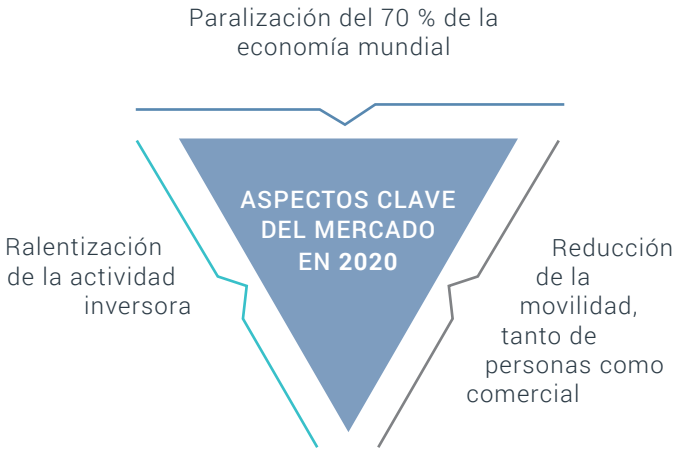 Paralización del 70 % de la
economía mundial
ASPECTOS CLAVE
DEL MERCADO
EN 2020
Ralentización
de la actividad
inversora
Reducción
de la
movilidad,
tanto de
personas como
comercial